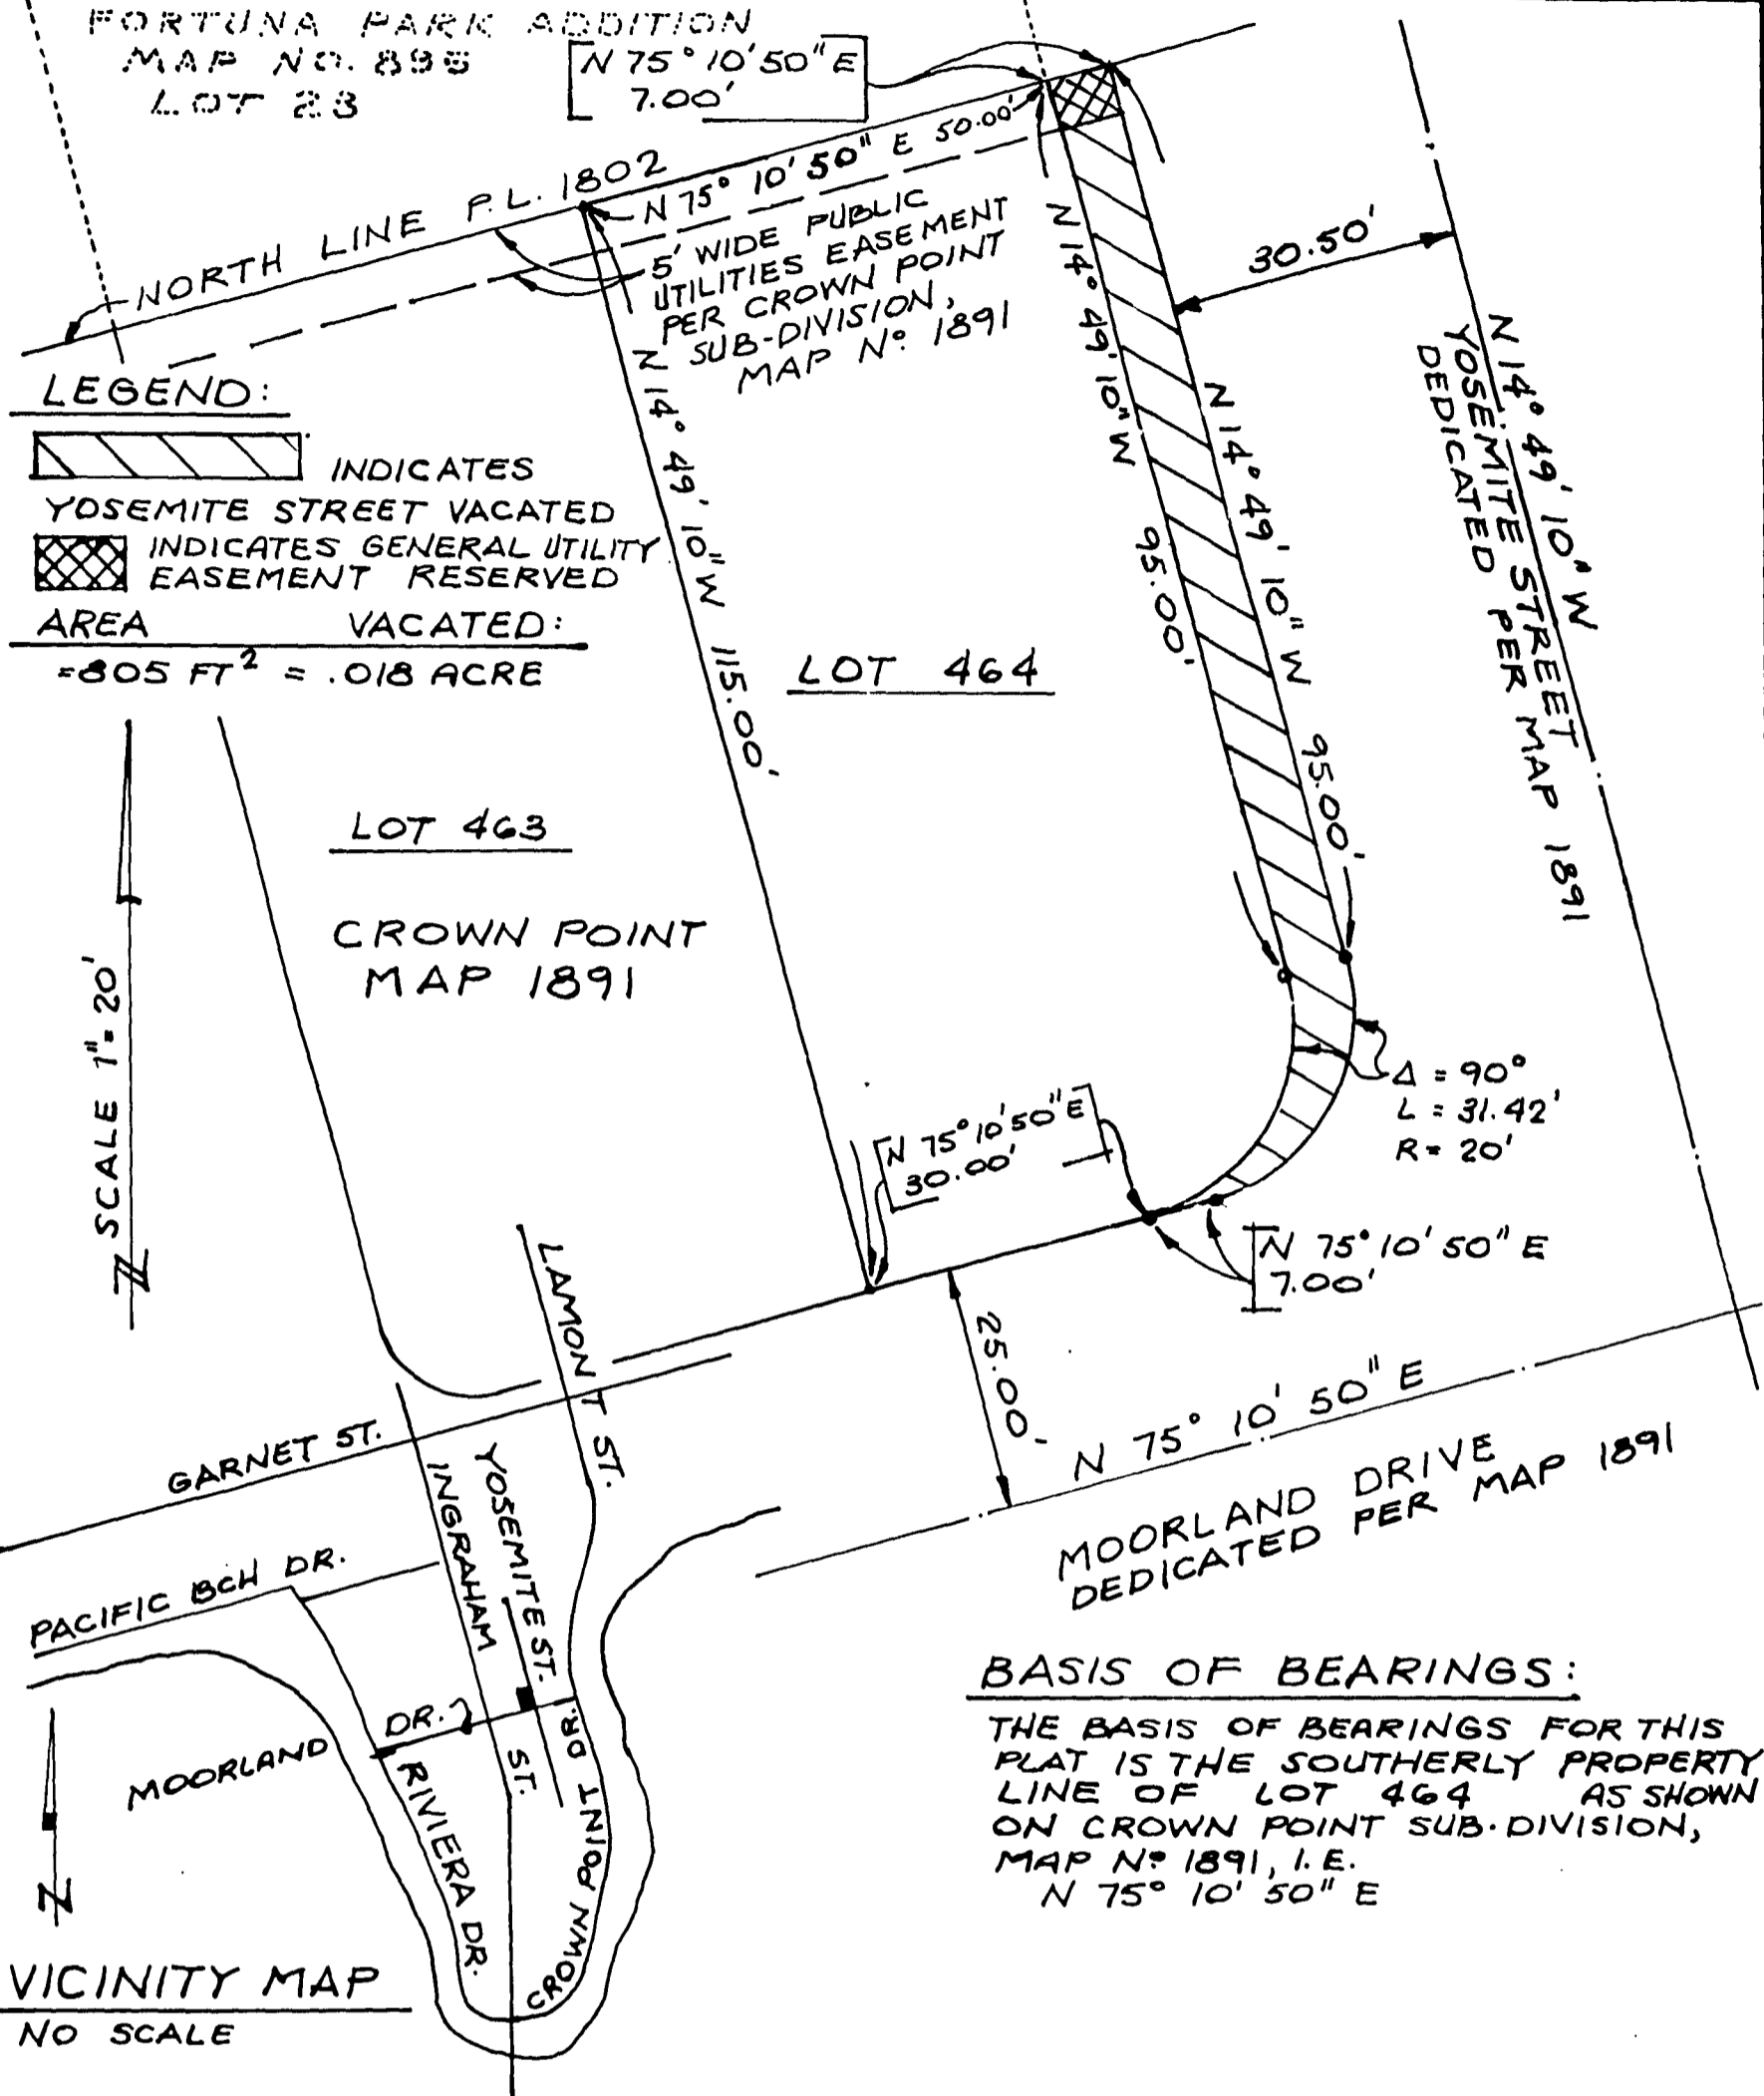 FORTUNA PARK ADDITION
MAP NO. 895
LOT 23
N 75° 10' 50" E
7.00'
NORTH LINE P.L. 1802
N 75° 10' 50" E 50.00'
5' WIDE PUBLIC
UTILITIES EASEMENT
PER CROWN POINT
SUB-DIVISION,
MAP Nº 1891
30.50'
N 14° 49' 10" W
95.00'
N 14° 49' 10" W 95.00'
N 14° 49' 10" W
YOSEMITE STREET
DEDICATED PER MAP 1891
N 14° 49' 10" W 115.00'
LEGEND:
INDICATES
YOSEMITE STREET VACATED
INDICATES GENERAL UTILITY
EASEMENT RESERVED
AREA VACATED:
=805 FT² = .018 ACRE
LOT 464
LOT 463
CROWN POINT
MAP 1891
SCALE 1"=20'
N
Δ = 90°
L = 31.42'
R = 20'
N 75° 10' 50" E
30.00'
N 75° 10' 50" E
7.00'
25.00'
N 75° 10' 50" E
MOORLAND DRIVE
DEDICATED PER MAP 1891
LAMONT ST.
GARNET ST.
INGRAHAM
ST.
YOSEMITE ST.
PACIFIC BCH DR.
MOORLAND
DR.
RIVIERA DR.
CROWN POINT DR.
N
VICINITY MAP
NO SCALE
BASIS OF BEARINGS:
THE BASIS OF BEARINGS FOR THIS
PLAT IS THE SOUTHERLY PROPERTY
LINE OF LOT 464 AS SHOWN
ON CROWN POINT SUB-DIVISION,
MAP Nº 1891, I.E.
N 75° 10' 50" E